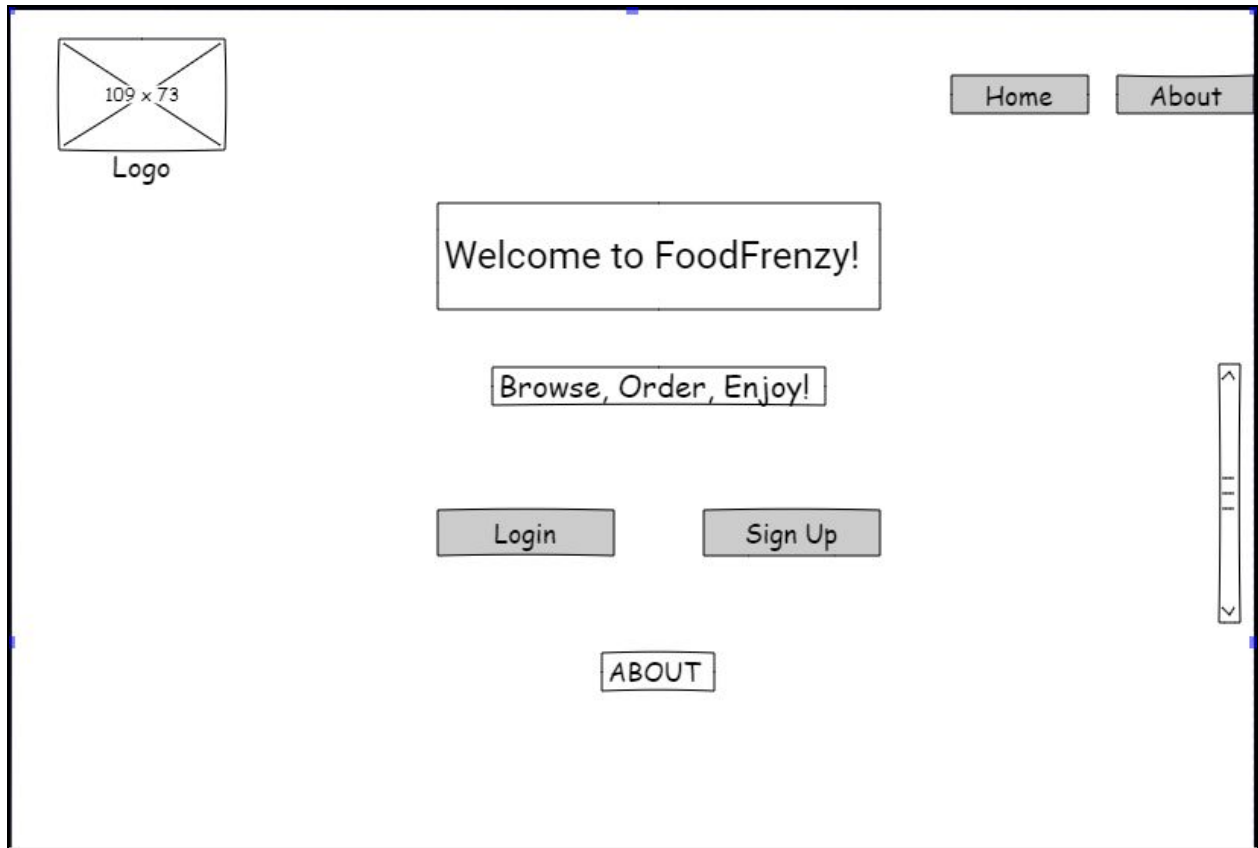 109 x 73
Logo
Home
About
Welcome to FoodFrenzy!
Browse, Order, Enjoy!
Login
Sign Up
ABOUT